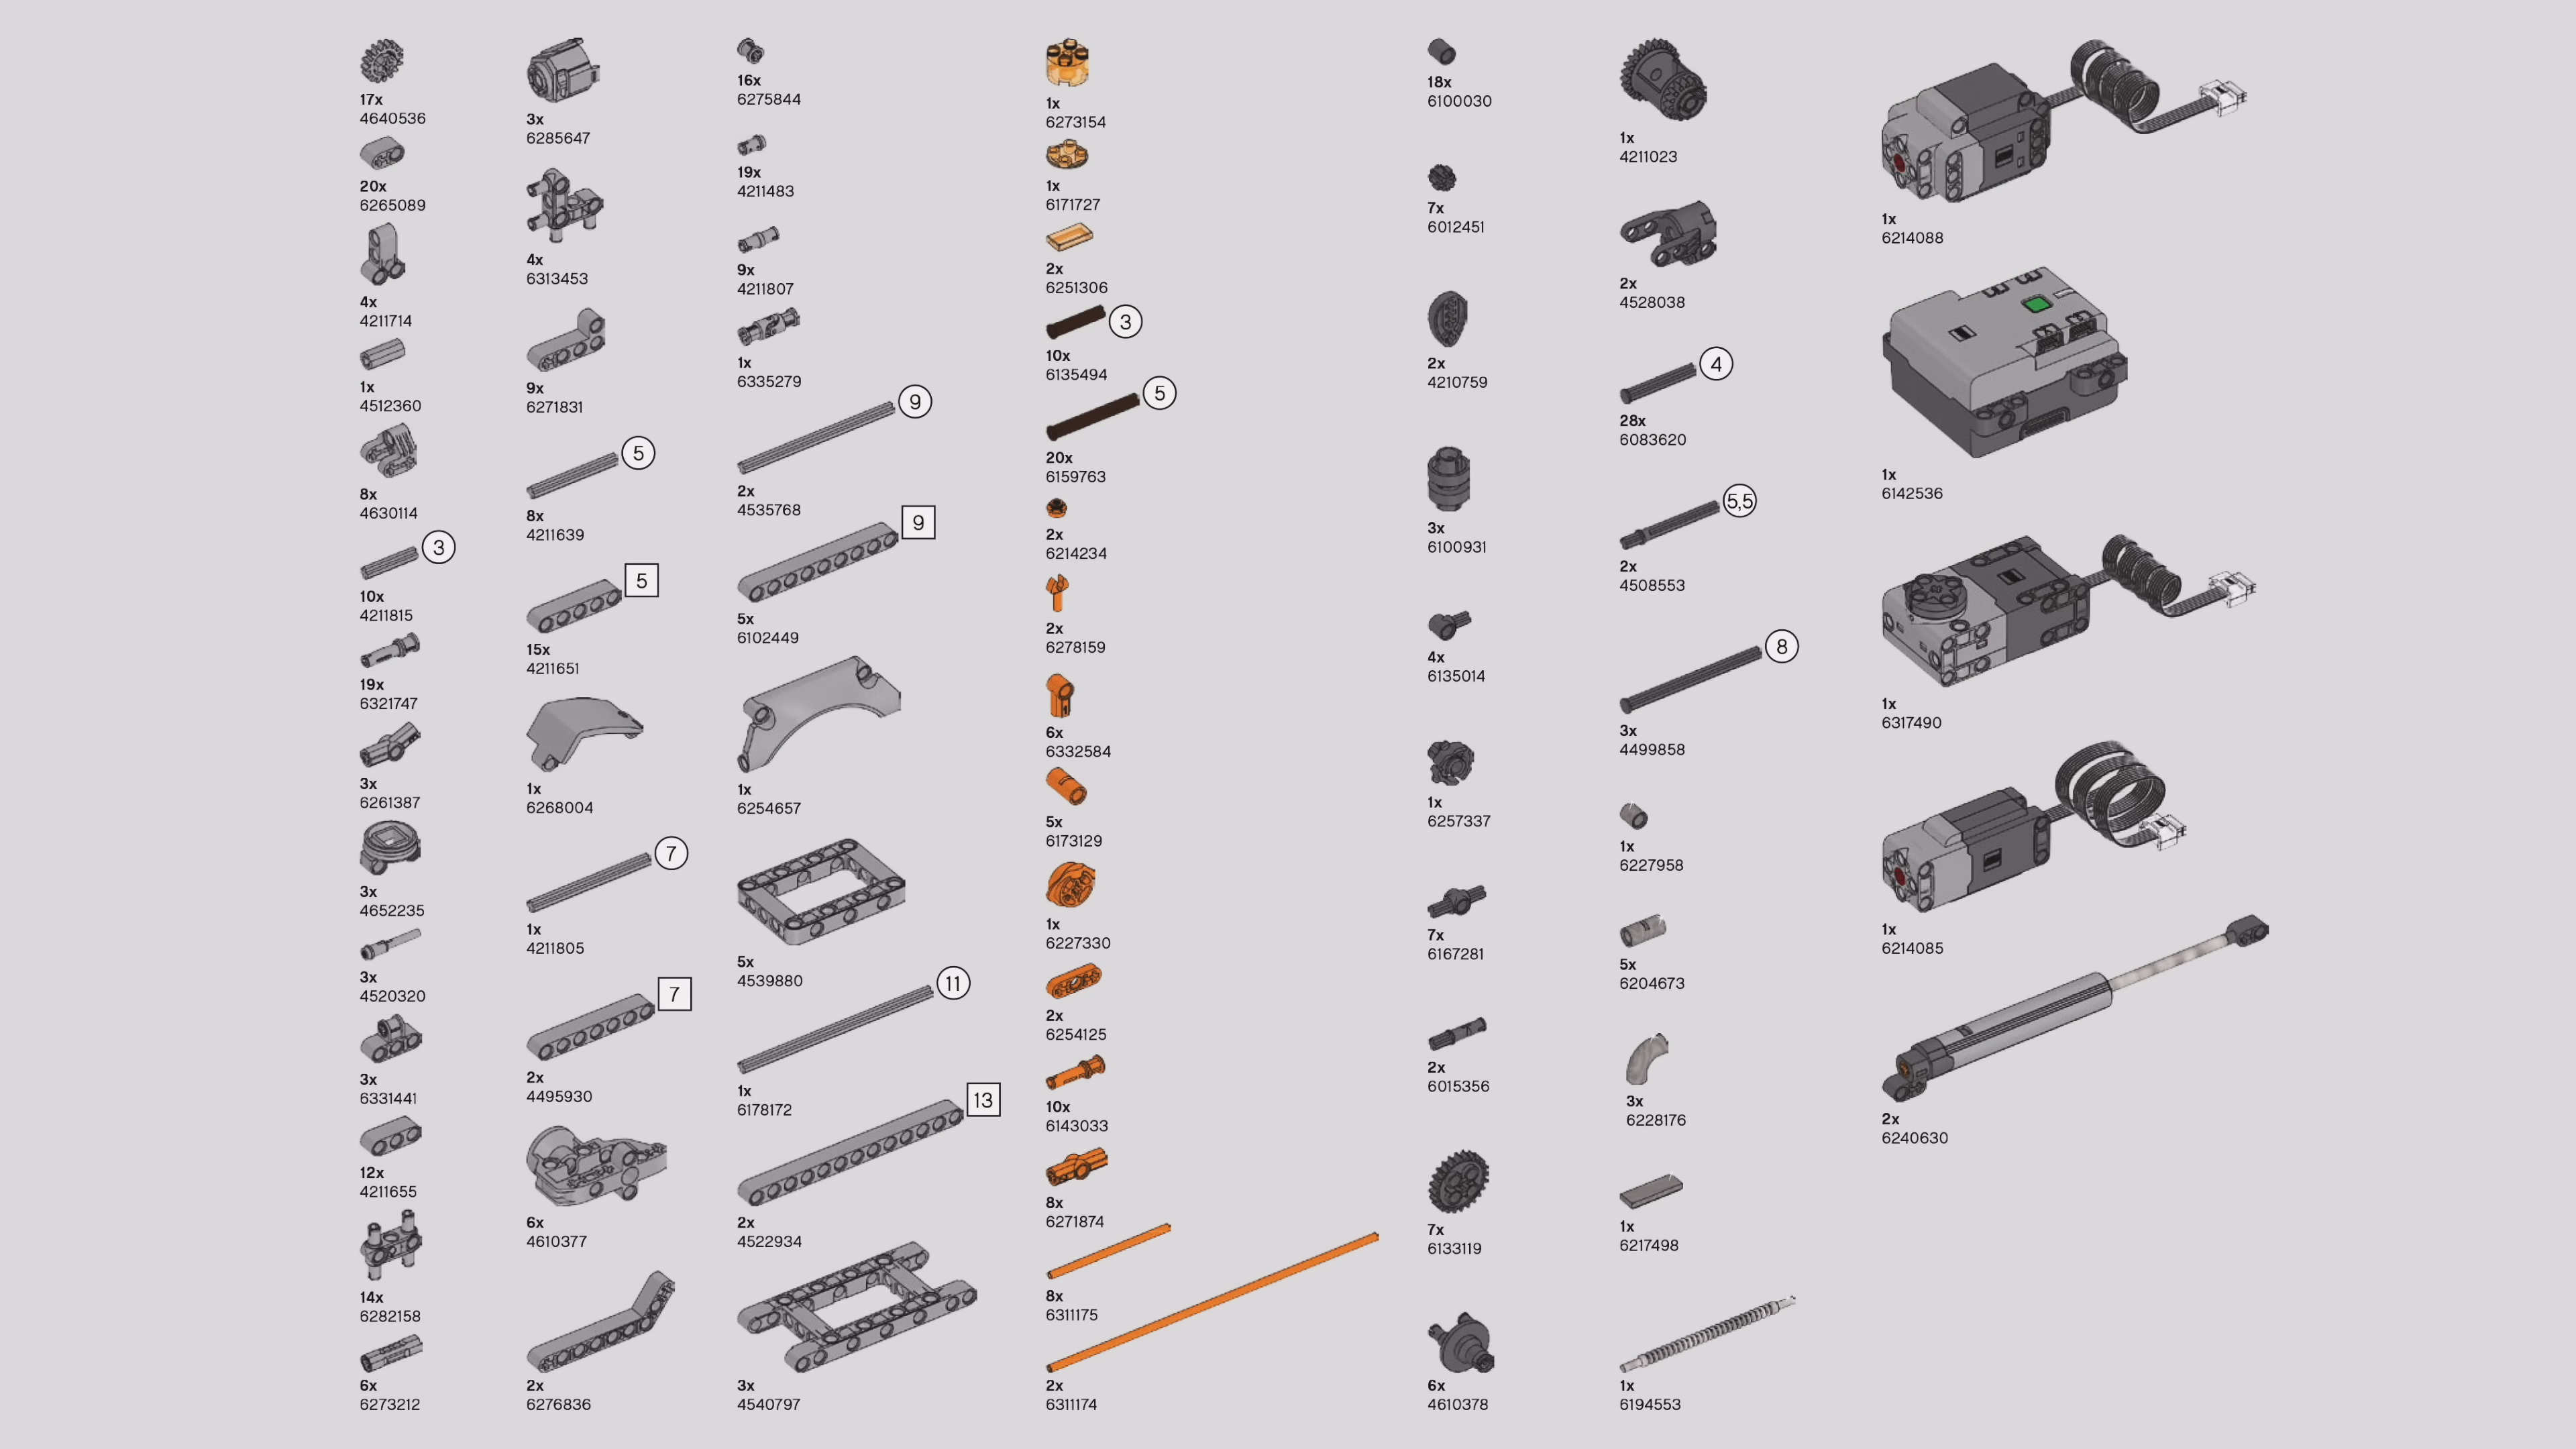 17x
4640536
20x
6265089
4x
4211714
1x
4512360
8x
4630114
3
10x
4211815
19x
6321747
3x
6261387
3x
4652235
3x
4520320
3x
6331441
12x
4211655
14x
6282158
6x
6273212
3x
6285647
4x
6313453
9x
6271831
5
8x
4211639
5
15x
4211651
1x
6268004
7
1x
4211805
7
2x
4495930
6x
4610377
2x
6276836
16x
6275844
19x
4211483
9x
4211807
1x
6335279
9
2x
4535768
9
5x
6102449
1x
6254657
5x
4539880
11
1x
6178172
13
2x
4522934
3x
4540797
1x
6273154
1x
6171727
2x
6251306
3
10x
6135494
5
20x
6159763
2x
6214234
2x
6278159
6x
6332584
5x
6173129
1x
6227330
2x
6254125
10x
6143033
8x
6271874
8x
6311175
2x
6311174
18x
6100030
7x
6012451
2x
4210759
3x
6100931
4x
6135014
1x
6257337
7x
6167281
2x
6015356
7x
6133119
6x
4610378
1x
4211023
2x
4528038
4
28x
6083620
5,5
2x
4508553
8
3x
4499858
1x
6227958
5x
6204673
3x
6228176
1x
6217498
1x
6194553
1x
6214088
1x
6142536
1x
6317490
1x
6214085
2x
6240630